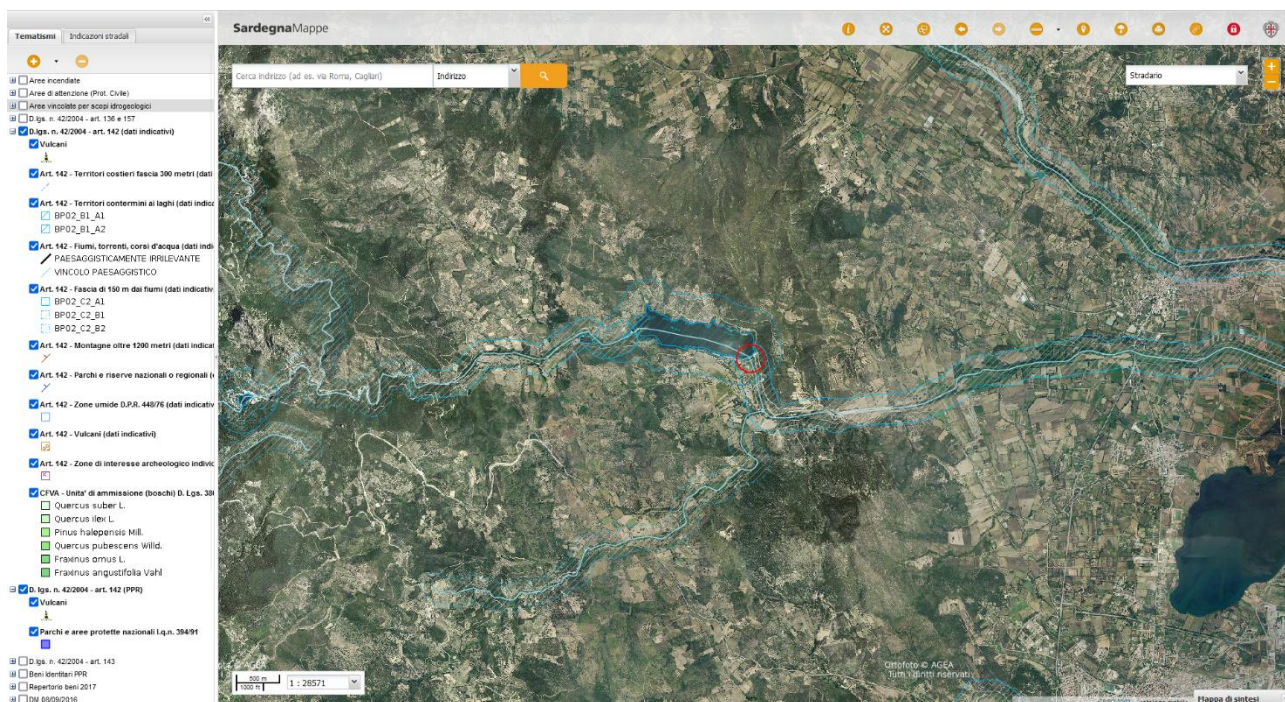 Tematismi
Indicazioni stradali
Aree incendiate
Aree di attenzione (Prot. Civile)
Aree vincolate per scopi idrogeologici
D.lgs. n. 42/2004 - art. 136 e 157
D.lgs. n. 42/2004 - art. 142 (dati indicativi)
Vulcani
Art. 142 - Territori costieri fascia 300 metri (dati
Art. 142 - Territori contermini ai laghi (dati indica
BP02_B1_A1
BP02_B1_A2
Art. 142 - Fiumi, torrenti, corsi d'acqua (dati indi
PAESAGGISTICAMENTE IRRILEVANTE
VINCOLO PAESAGGISTICO
Art. 142 - Fascia di 150 m dai fiumi (dati indicativ
BP02_C2_A1
BP02_C2_B1
BP02_C2_B2
Art. 142 - Montagne oltre 1200 metri (dati indicat
Art. 142 - Parchi e riserve nazionali o regionali (
Art. 142 - Zone umide D.P.R. 448/76 (dati indicativ
Art. 142 - Vulcani (dati indicativi)
Art. 142 - Zone di interesse archeologico individ
CFVA - Unita' di ammissione (boschi) D. Lgs. 386
Quercus suber L.
Quercus ilex L.
Pinus halepensis Mill.
Quercus pubescens Willd.
Fraxinus ornus L.
Fraxinus angustifolia Vahl
D. lgs. n. 42/2004 - art. 142 (PPR)
Vulcani
Parchi e aree protette nazionali l.q.n. 394/91
D.lgs. n. 42/2004 - art. 143
Beni Identitari PPR
Repertorio beni 2017
DM 08/09/2016
SardegnaMappe
Cerca indirizzo (ad es. via Roma, Cagliari)
Indirizzo
Stradario
500 m
1000 ft
1 : 28571
Ortofoto © AGEA
Tutti i diritti riservati
Mappa di sintesi